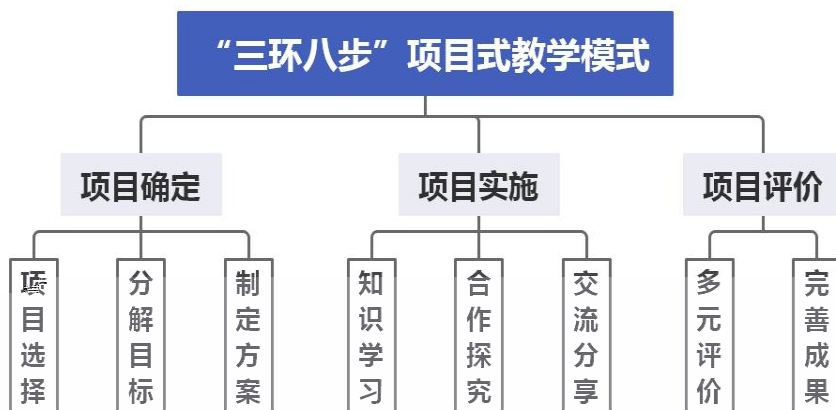 “三环八步”项目式教学模式
项目确定
项目实施
项目评价
项目选择
分解目标
制定方案
知识学习
合作探究
交流分享
多元评价
完善成果